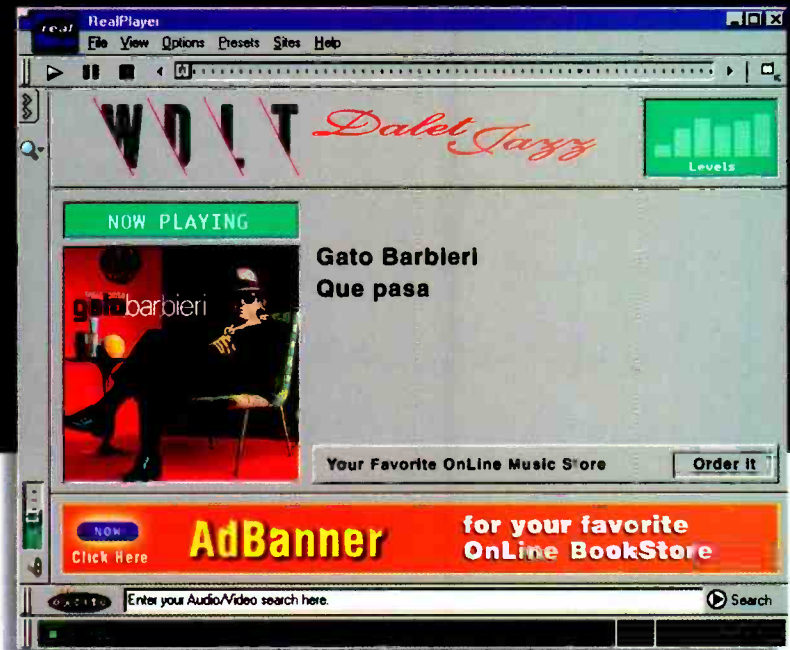 real RealPlayer
File View Options Presets Sites Help
WDLT Dalet Jazz
Levels
NOW PLAYING
Gato Barbieri
Que pasa
gato barbieri
Your Favorite OnLine Music Store Order it
NOW
Click Here
AdBanner
for your favorite
OnLine BookStore
excite Enter your Audio/Video search here. Search